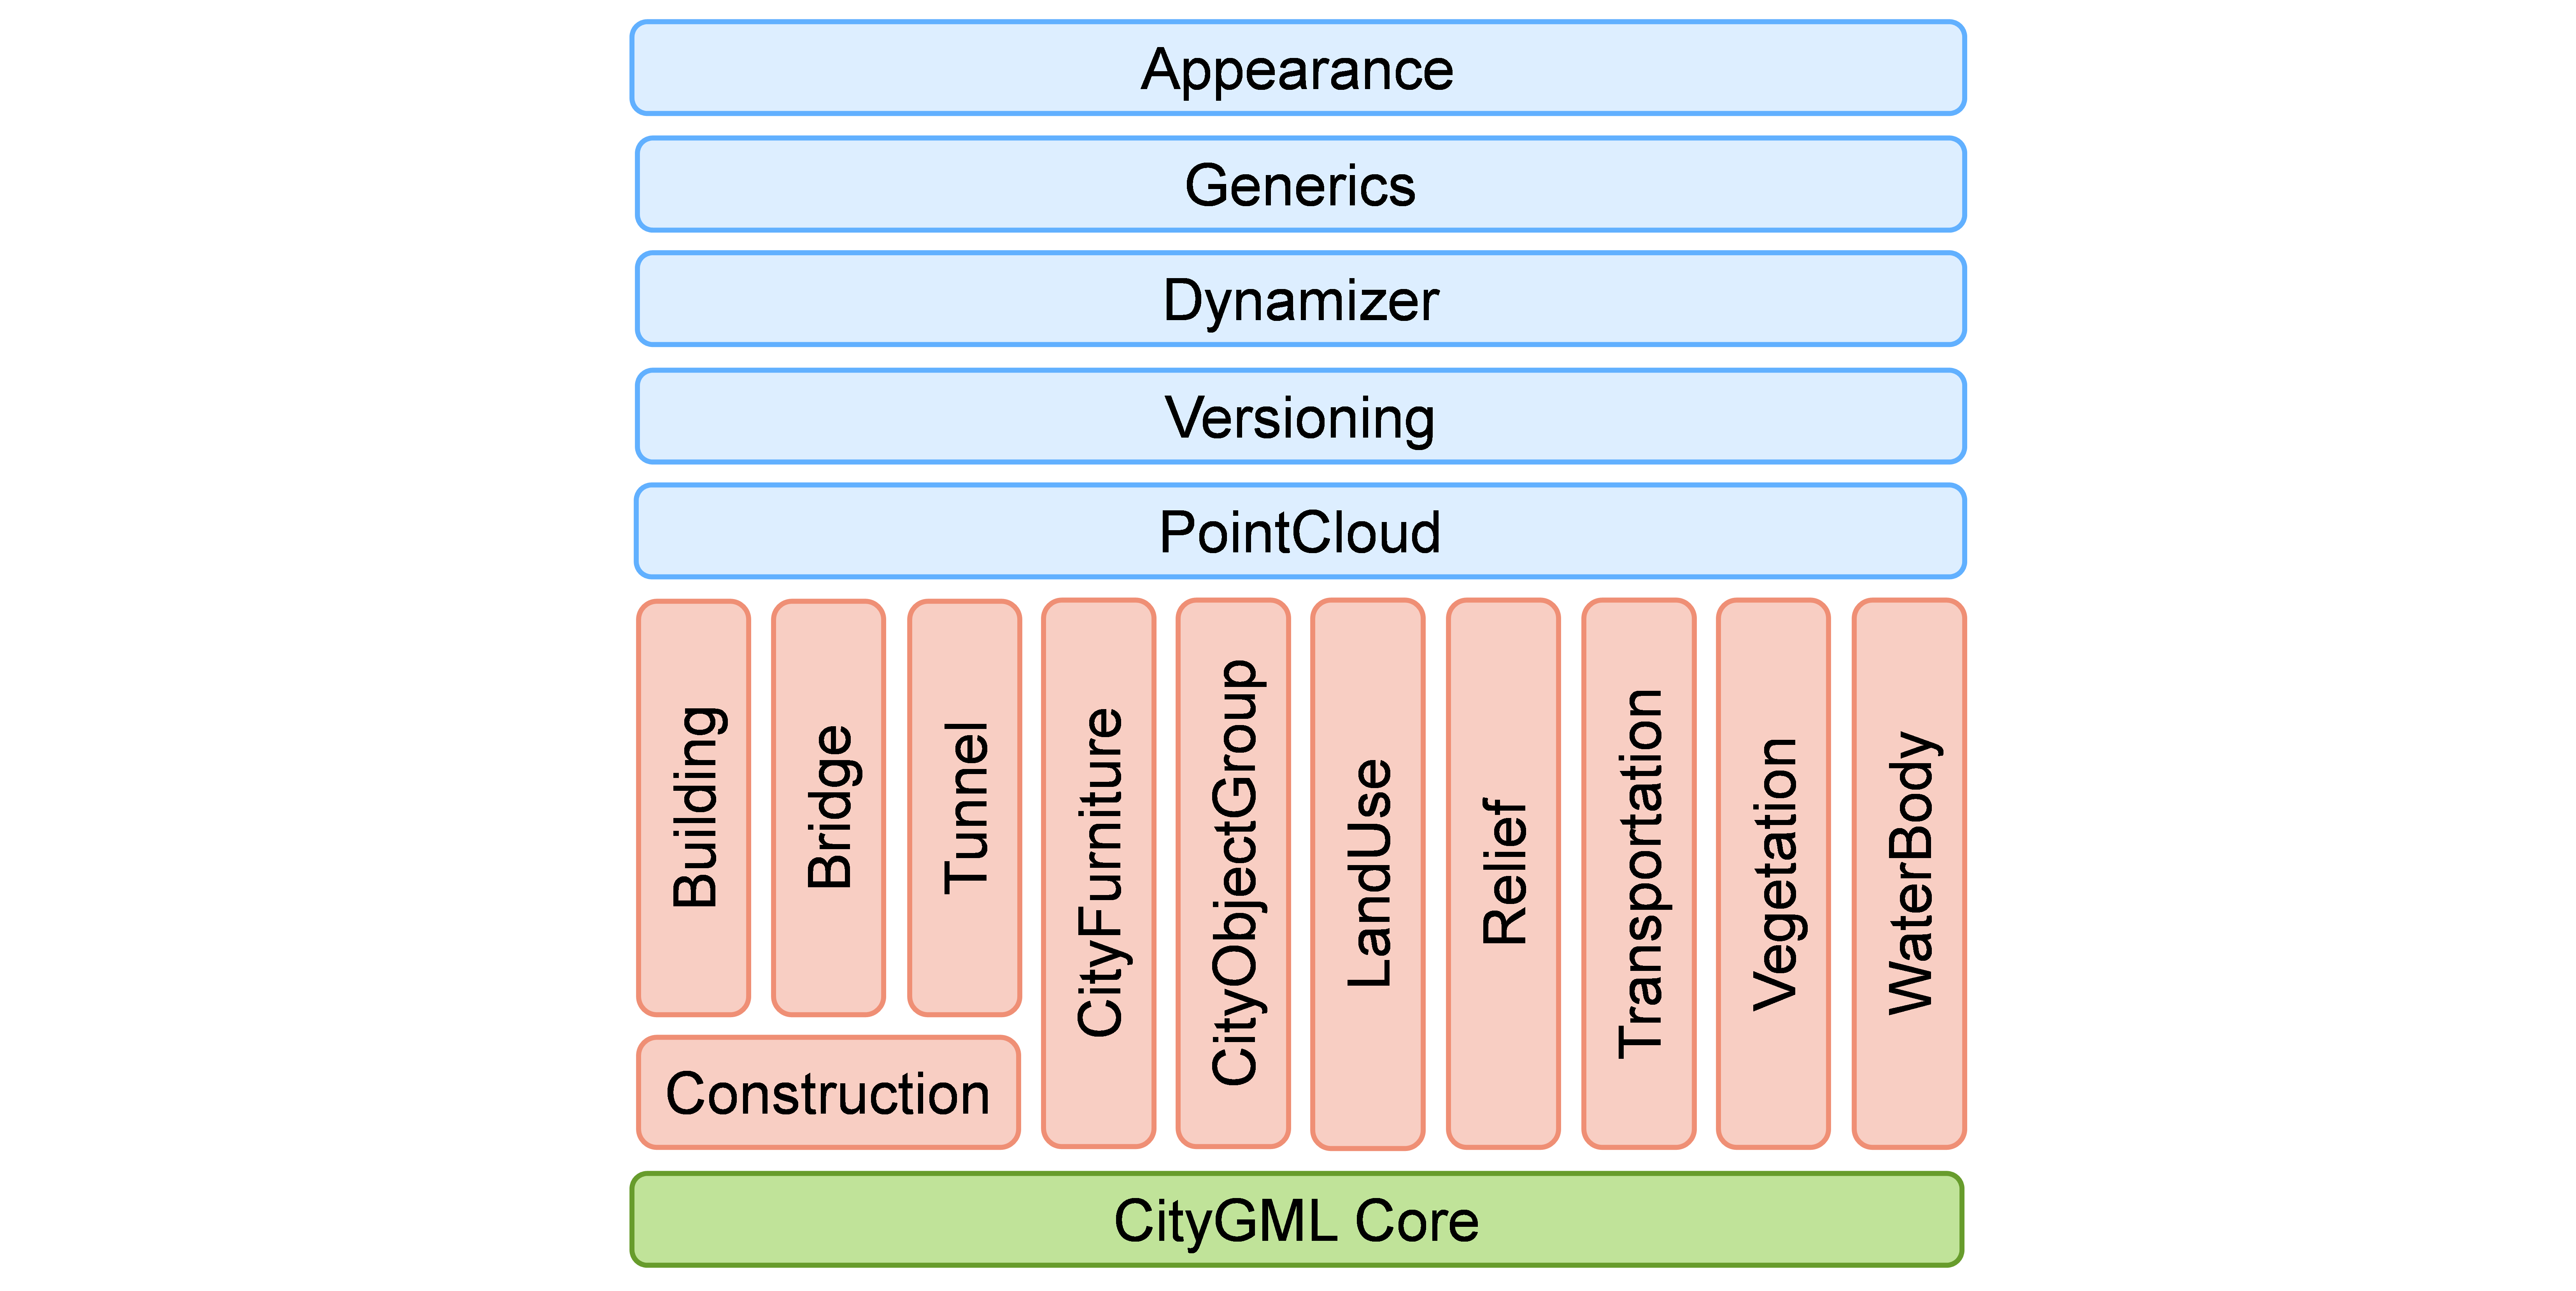 Appearance
Generics
Dynamizer
Versioning
PointCloud
Building
Bridge
Tunnel
CityFurniture
CityObjectGroup
LandUse
Relief
Transportation
Vegetation
WaterBody
Construction
CityGML Core